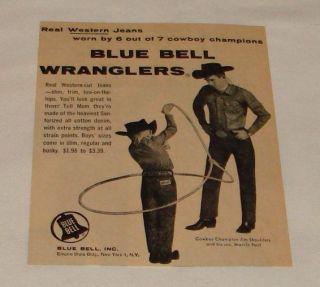 Real Western Jeans
worn by 6 out of 7 cowboy champions
BLUE BELL
WRANGLERS
Real Western-cut jeans
—slim, trim, low-on-the-
hips. You'll look great in
them! Tell Mom they're
made of the heaviest San-
forized all cotton denim,
with extra strength at all
strain points. Boys' sizes
come in slim, regular and
husky. $1.98 to $3.39.
BLUE
BELL
BLUE BELL, INC.
Empire State Bldg., New York 1, N.Y.
Cowboy Champion Jim Shoulders
and his son, Marvin Paul